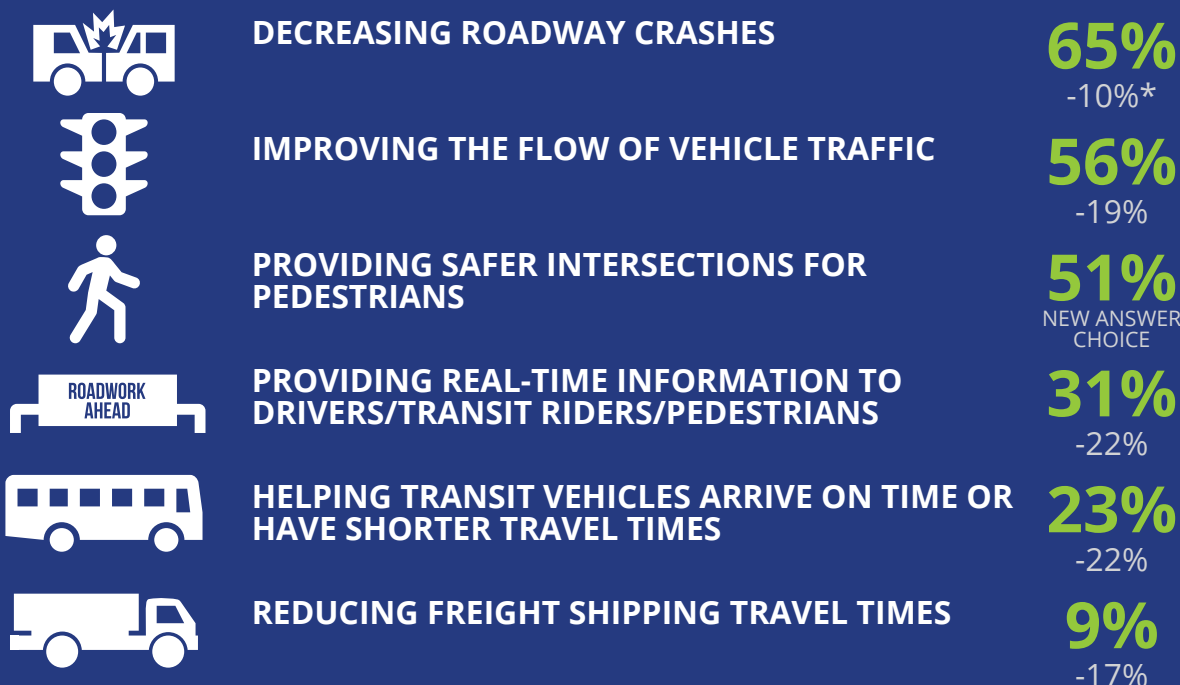 DECREASING ROADWAY CRASHES
65%
-10%*
IMPROVING THE FLOW OF VEHICLE TRAFFIC
56%
-19%
PROVIDING SAFER INTERSECTIONS FOR
PEDESTRIANS
51%
NEW ANSWER
CHOICE
ROADWORK
AHEAD
PROVIDING REAL-TIME INFORMATION TO
DRIVERS/TRANSIT RIDERS/PEDESTRIANS
31%
-22%
HELPING TRANSIT VEHICLES ARRIVE ON TIME OR
HAVE SHORTER TRAVEL TIMES
23%
-22%
REDUCING FREIGHT SHIPPING TRAVEL TIMES
9%
-17%